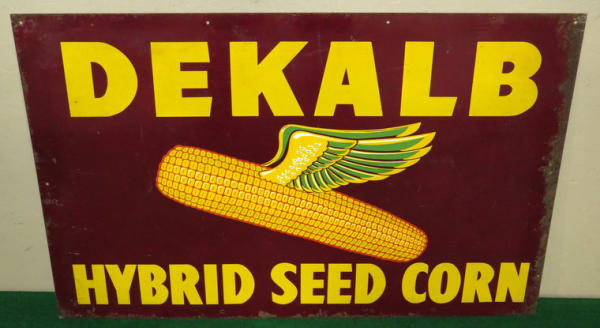 DEKALB
HYBRID SEED CORN